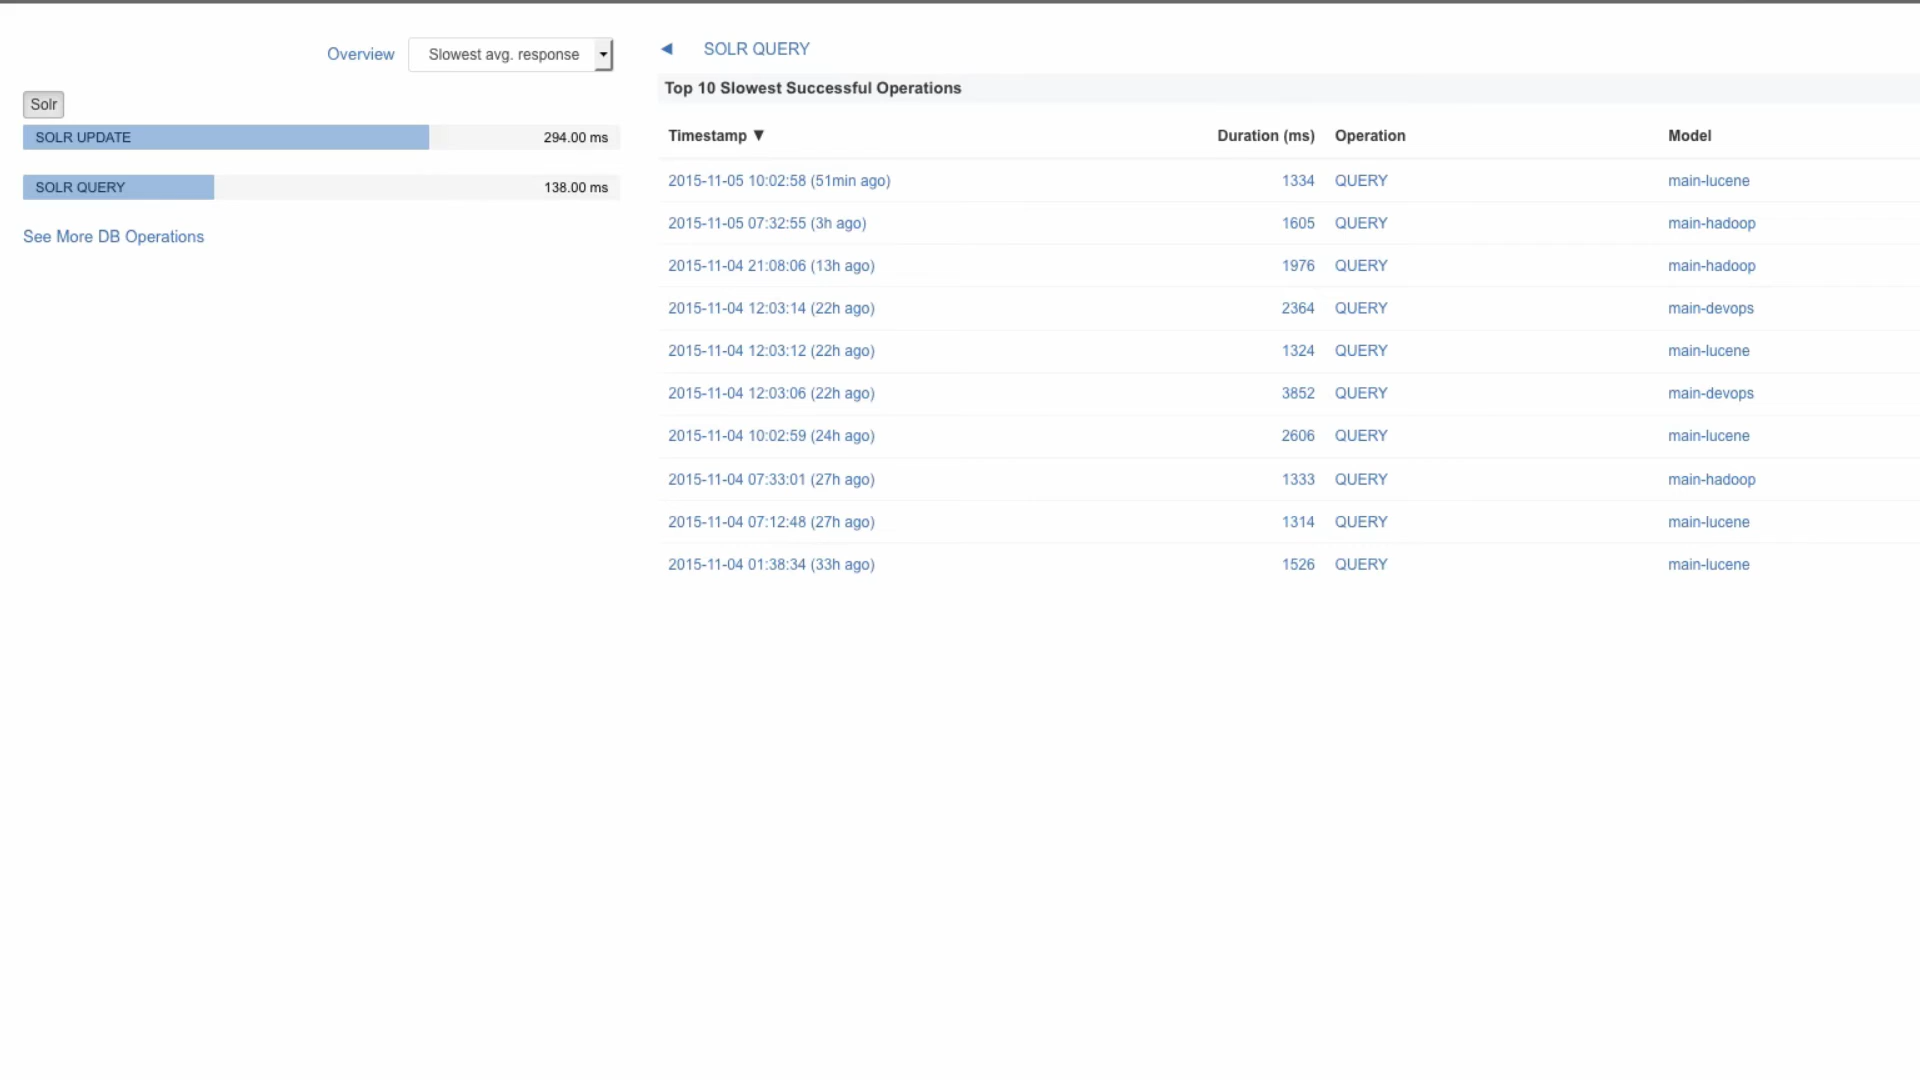 Overview
Slowest avg. response
Solr
SOLR UPDATE 294.00 ms
SOLR QUERY 138.00 ms
See More DB Operations
◀ SOLR QUERY
Top 10 Slowest Successful Operations
Timestamp ▼ Duration (ms) Operation Model
2015-11-05 10:02:58 (51min ago) 1334 QUERY main-lucene
2015-11-05 07:32:55 (3h ago) 1605 QUERY main-hadoop
2015-11-04 21:08:06 (13h ago) 1976 QUERY main-hadoop
2015-11-04 12:03:14 (22h ago) 2364 QUERY main-devops
2015-11-04 12:03:12 (22h ago) 1324 QUERY main-lucene
2015-11-04 12:03:06 (22h ago) 3852 QUERY main-devops
2015-11-04 10:02:59 (24h ago) 2606 QUERY main-lucene
2015-11-04 07:33:01 (27h ago) 1333 QUERY main-hadoop
2015-11-04 07:12:48 (27h ago) 1314 QUERY main-lucene
2015-11-04 01:38:34 (33h ago) 1526 QUERY main-lucene